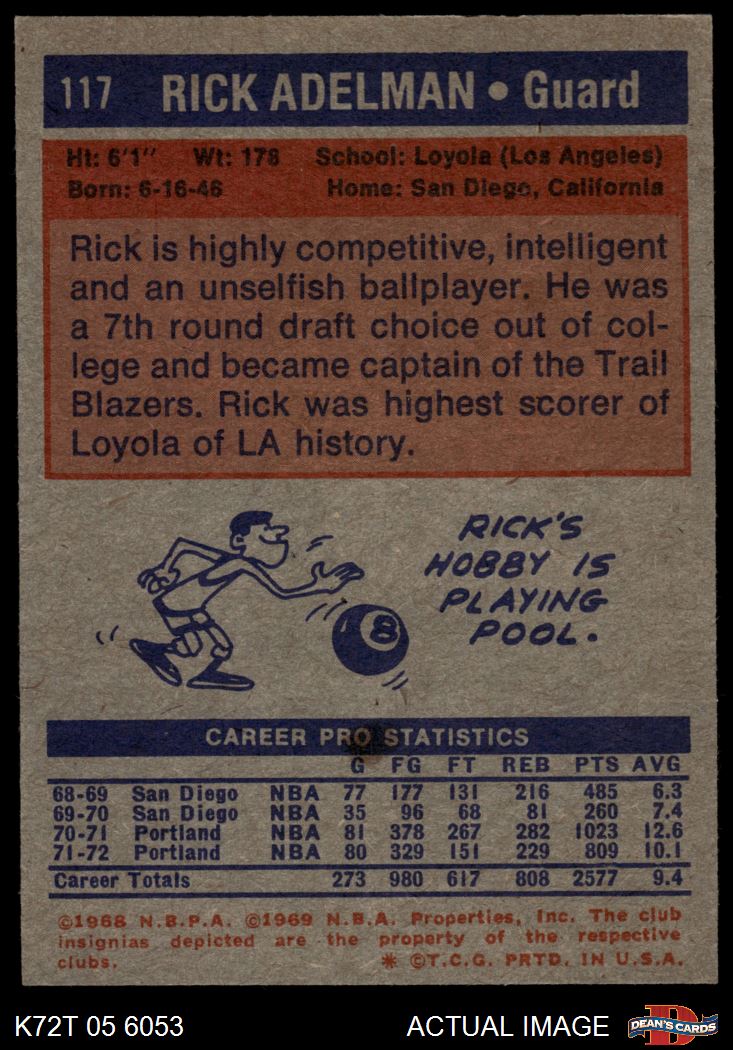 117 RICK ADELMAN • Guard
Ht: 6'1" Wt: 178 School: Loyola (Los Angeles)
Born: 6-16-46 Home: San Diego, California
Rick is highly competitive, intelligent
and an unselfish ballplayer. He was
a 7th round draft choice out of col-
lege and became captain of the Trail
Blazers. Rick was highest scorer of
Loyola of LA history.
RICK'S
HOBBY IS
PLAYING
POOL.
8
CAREER PRO STATISTICS
G FG FT REB PTS AVG
68-69 San Diego NBA 77 177 131 216 485 6.3
69-70 San Diego NBA 35 96 68 81 260 7.4
70-71 Portland NBA 81 378 267 282 1023 12.6
71-72 Portland NBA 80 329 151 229 809 10.1
Career Totals 273 980 617 808 2577 9.4
©1968 N.B.P.A. ©1969 N.B.A. Properties, Inc. The club
insignias depicted are the property of the respective
clubs. * ©T.C.G. PRTD. IN U.S.A.
K72T 05 6053 ACTUAL IMAGE D DEAN'S CARDS